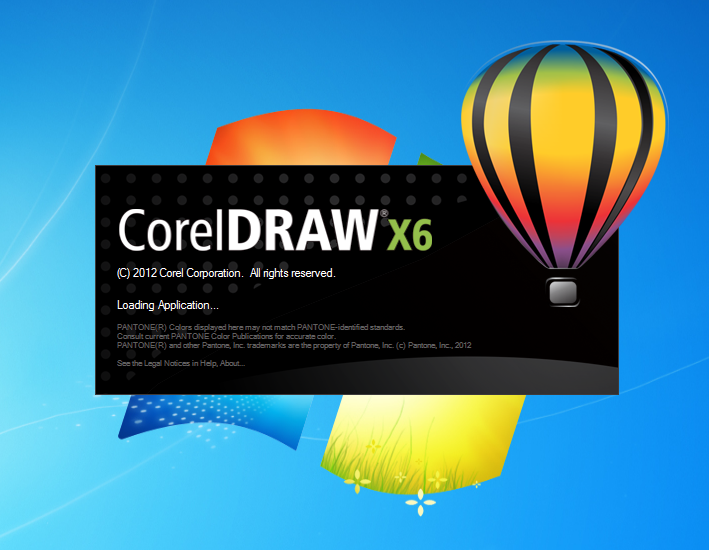 CorelDRAW® X6
(C) 2012 Corel Corporation. All rights reserved.
Loading Application...
PANTONE(R) Colors displayed here may not match PANTONE-identified standards.
Consult current PANTONE Color Publications for accurate color.
PANTONE(R) and other Pantone, Inc. trademarks are the property of Pantone, Inc. (c) Pantone, Inc., 2012
See the Legal Notices in Help, About...